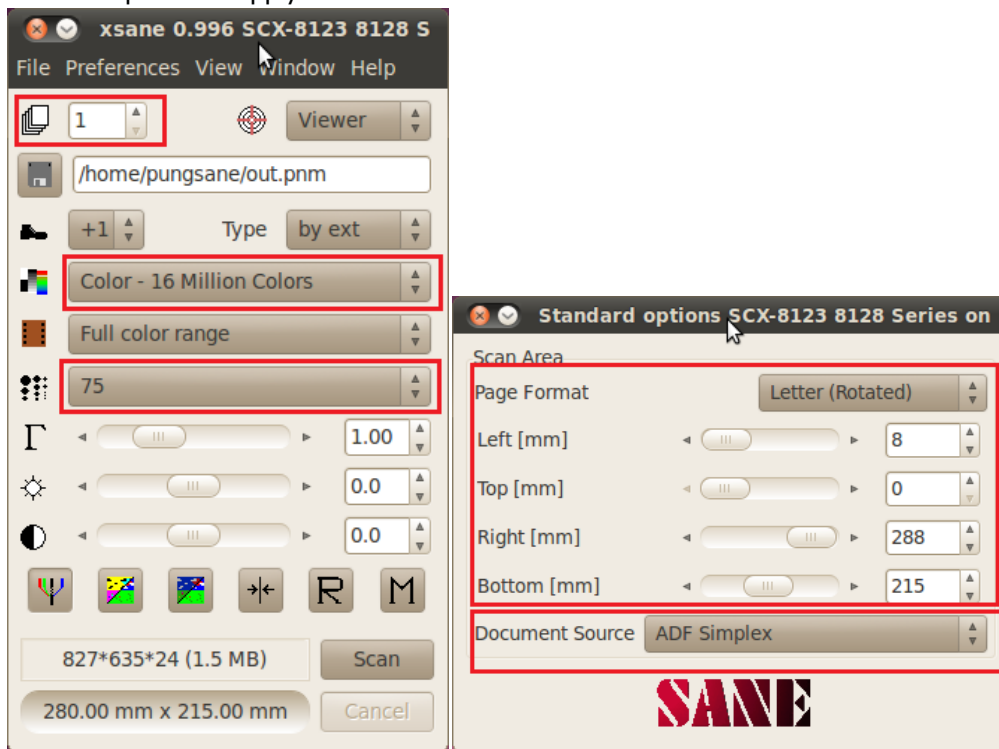 xsane 0.996 SCX-8123 8128 S
File Preferences View Window Help
1 Viewer
/home/pungsane/out.pnm
+1 Type by ext
Color - 16 Million Colors
Full color range
75
1.00
0.0
0.0
R M
827*635*24 (1.5 MB) Scan
280.00 mm x 215.00 mm Cancel
Standard options SCX-8123 8128 Series on
Scan Area
Page Format Letter (Rotated)
Left [mm] 8
Top [mm] 0
Right [mm] 288
Bottom [mm] 215
Document Source ADF Simplex
SANE